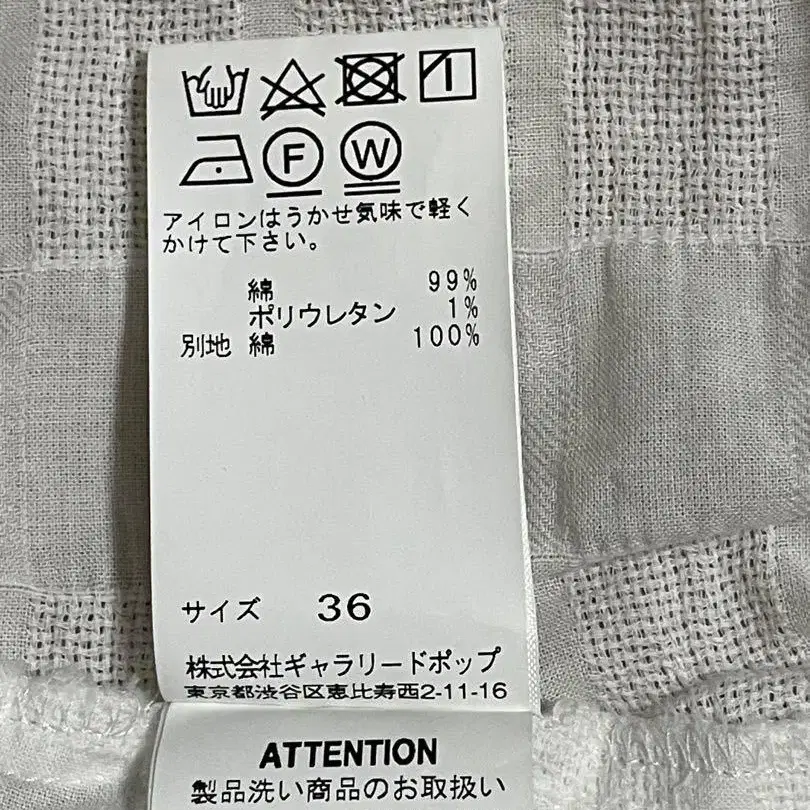 F W
アイロンはうかせ気味で軽く
かけて下さい。
綿 99%
ポリウレタン 1%
別地 綿 100%
サイズ 36
株式会社ギャラリードポップ
東京都渋谷区恵比寿西2-11-16
ATTENTION
製品洗い商品のお取扱い